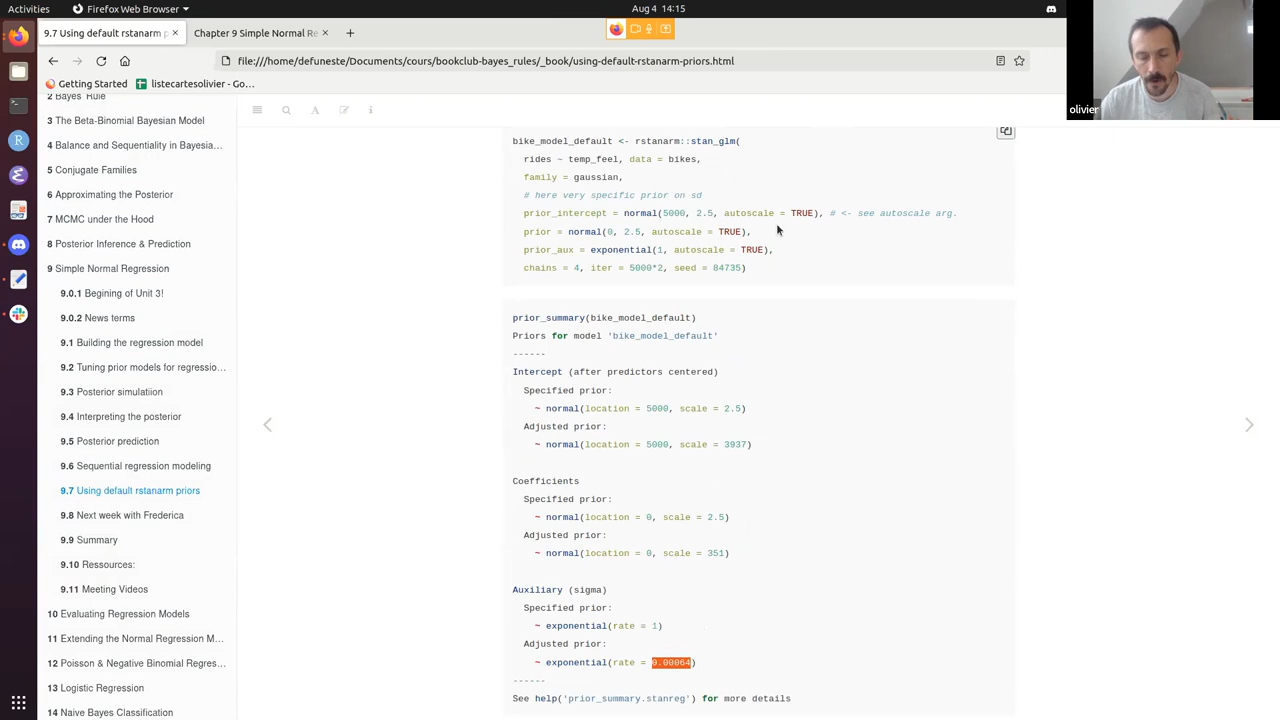 Activities
Firefox Web Browser
Aug 4 14:15
9.7 Using default rstanarm p
Chapter 9 Simple Normal Re
file:///home/defuneste/Documents/cours/bookclub-bayes_rules/_book/using-default-rstanarm-priors.html
Getting Started
listecartesolivier - Go…
olivier
2 Bayes' Rule
3 The Beta-Binomial Bayesian Model
4 Balance and Sequentiality in Bayesia…
5 Conjugate Families
6 Approximating the Posterior
7 MCMC under the Hood
8 Posterior Inference & Prediction
9 Simple Normal Regression
9.0.1 Begining of Unit 3!
9.0.2 News terms
9.1 Building the regression model
9.2 Tuning prior models for regressio…
9.3 Posterior simulatiion
9.4 Interpreting the posterior
9.5 Posterior prediction
9.6 Sequential regression modeling
9.7 Using default rstanarm priors
9.8 Next week with Frederica
9.9 Summary
9.10 Ressources:
9.11 Meeting Videos
10 Evaluating Regression Models
11 Extending the Normal Regression M…
12 Poisson & Negative Binomial Regres…
13 Logistic Regression
14 Naive Bayes Classification
bike_model_default <- rstanarm::stan_glm(
rides ~ temp_feel, data = bikes,
family = gaussian,
# here very specific prior on sd
prior_intercept = normal(5000, 2.5, autoscale = TRUE), # <- see autoscale arg.
prior = normal(0, 2.5, autoscale = TRUE),
prior_aux = exponential(1, autoscale = TRUE),
chains = 4, iter = 5000*2, seed = 84735)
prior_summary(bike_model_default)
Priors for model 'bike_model_default'
------
Intercept (after predictors centered)
Specified prior:
~ normal(location = 5000, scale = 2.5)
Adjusted prior:
~ normal(location = 5000, scale = 3937)
Coefficients
Specified prior:
~ normal(location = 0, scale = 2.5)
Adjusted prior:
~ normal(location = 0, scale = 351)
Auxiliary (sigma)
Specified prior:
~ exponential(rate = 1)
Adjusted prior:
~ exponential(rate = 0.00064)
------
See help('prior_summary.stanreg') for more details